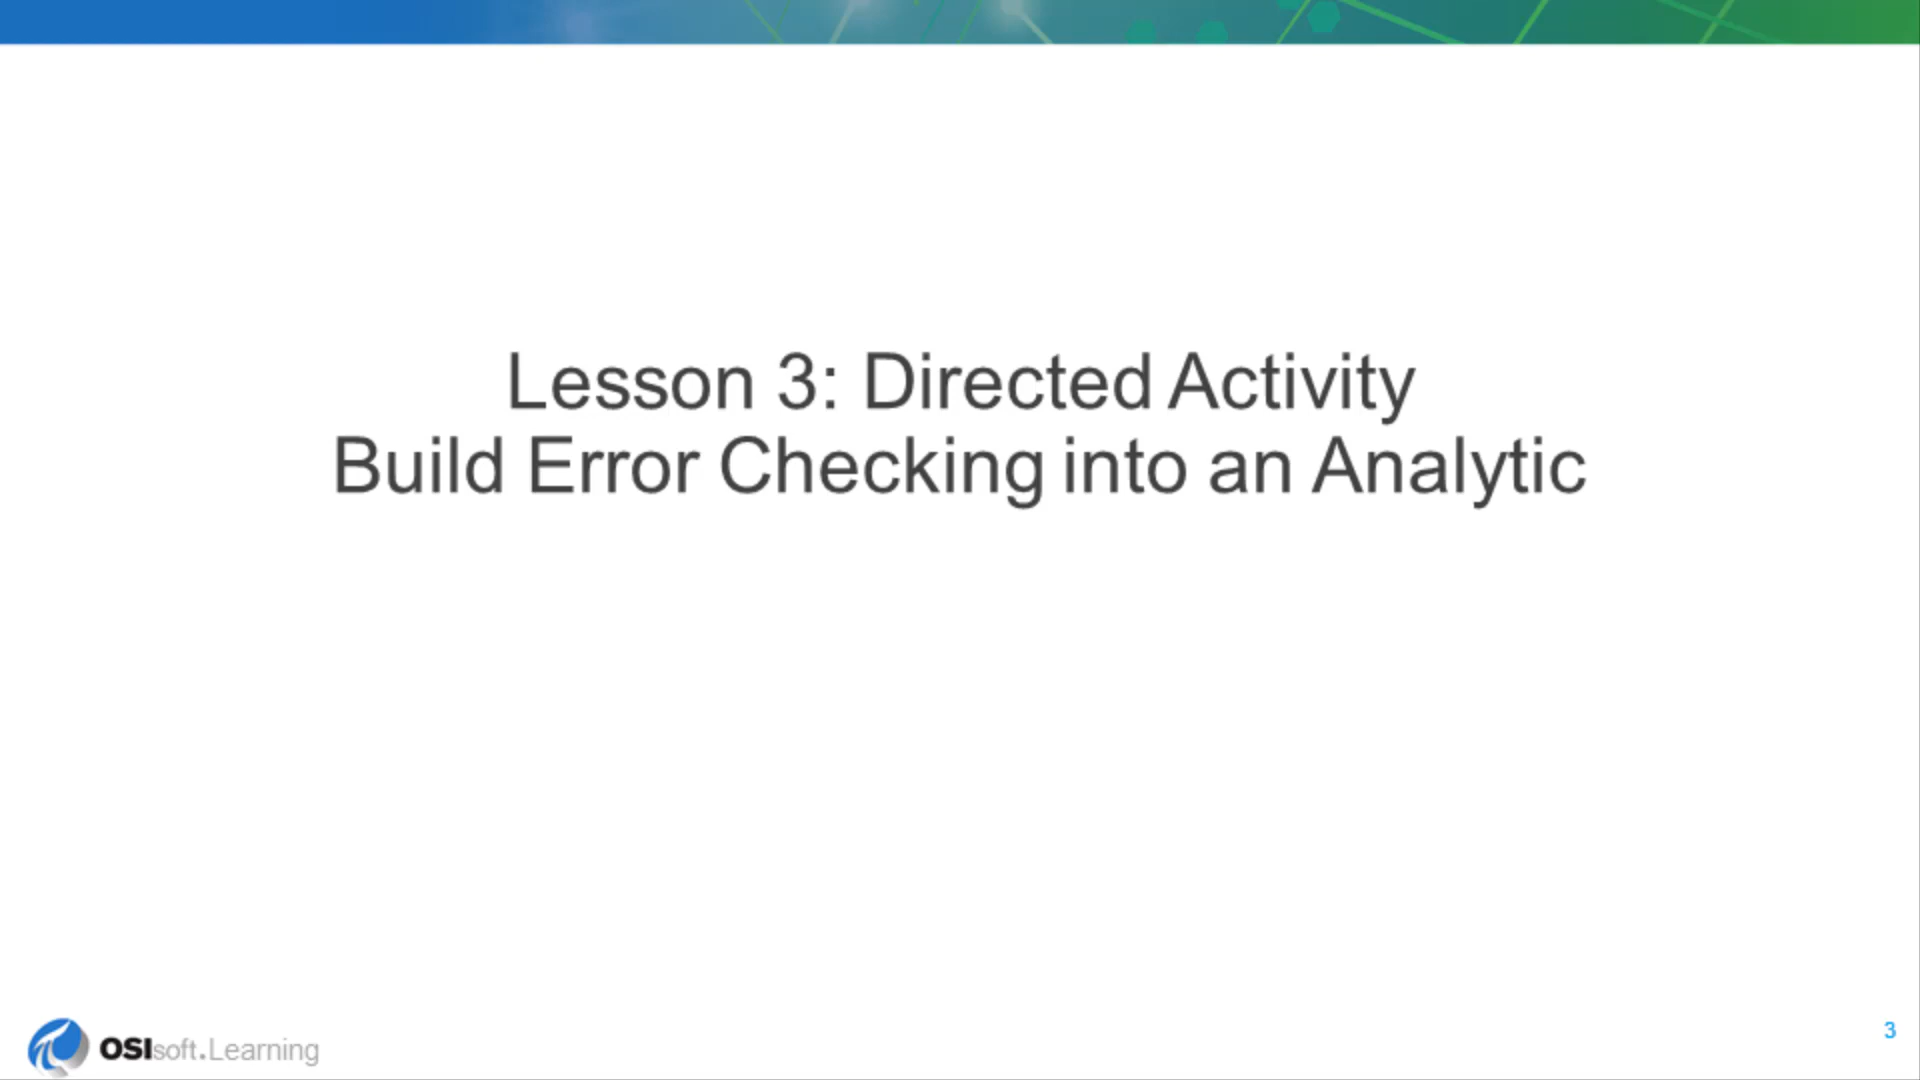 Lesson 3: Directed Activity
Build Error Checking into an Analytic
OSIsoft.Learning
3